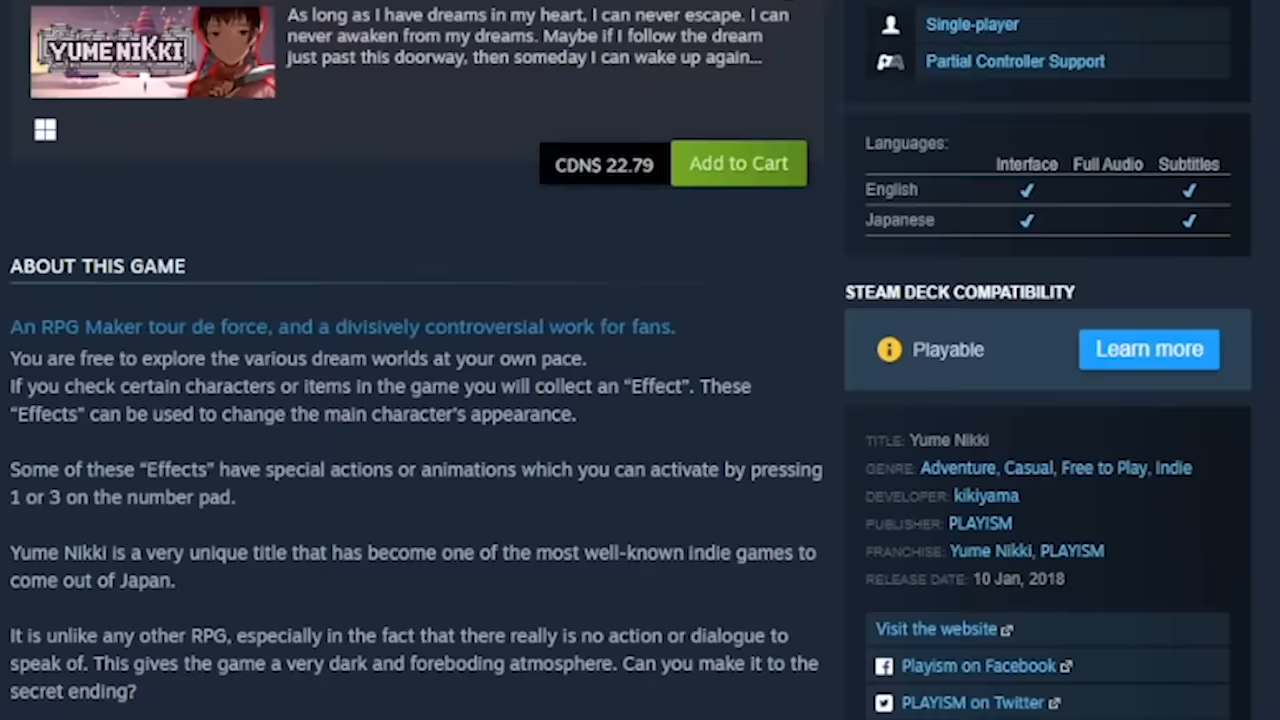 YUMENIKKI
As long as I have dreams in my heart, I can never escape. I can
never awaken from my dreams. Maybe if I follow the dream
just past this doorway, then someday I can wake up again...
CDN$ 22.79
Add to Cart
ABOUT THIS GAME
An RPG Maker tour de force, and a divisively controversial work for fans.
You are free to explore the various dream worlds at your own pace.
If you check certain characters or items in the game you will collect an “Effect”. These
“Effects” can be used to change the main character's appearance.
Some of these “Effects” have special actions or animations which you can activate by pressing
1 or 3 on the number pad.
Yume Nikki is a very unique title that has become one of the most well-known indie games to
come out of Japan.
It is unlike any other RPG, especially in the fact that there really is no action or dialogue to
speak of. This gives the game a very dark and foreboding atmosphere. Can you make it to the
secret ending?
Single-player
Partial Controller Support
Languages:
Interface Full Audio Subtitles
English ✔ ✔
Japanese ✔ ✔
STEAM DECK COMPATIBILITY
Playable
Learn more
TITLE: Yume Nikki
GENRE: Adventure, Casual, Free to Play, Indie
DEVELOPER: kikiyama
PUBLISHER: PLAYISM
FRANCHISE: Yume Nikki, PLAYISM
RELEASE DATE: 10 Jan, 2018
Visit the website
Playism on Facebook
PLAYISM on Twitter